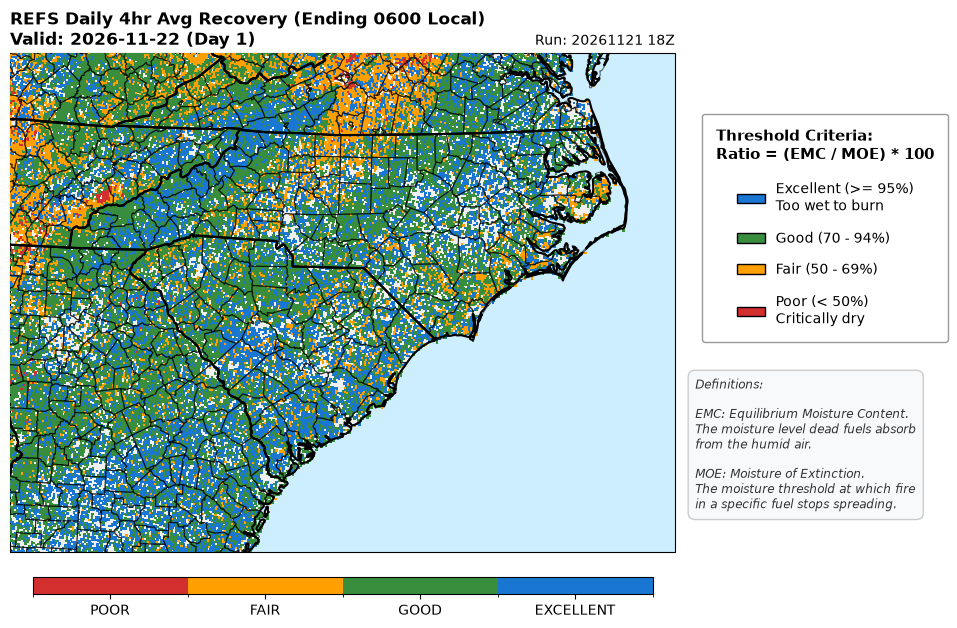 REFS Daily 4hr Avg Recovery (Ending 0600 Local)
Valid: 2026-11-22 (Day 1)
Run: 20261121 18Z
Threshold Criteria:
Ratio = (EMC / MOE) * 100
Excellent (>= 95%)
Too wet to burn
Good (70 - 94%)
Fair (50 - 69%)
Poor (< 50%)
Critically dry
Definitions:
EMC: Equilibrium Moisture Content.
The moisture level dead fuels absorb
from the humid air.
MOE: Moisture of Extinction.
The moisture threshold at which fire
in a specific fuel stops spreading.
POOR
FAIR
GOOD
EXCELLENT